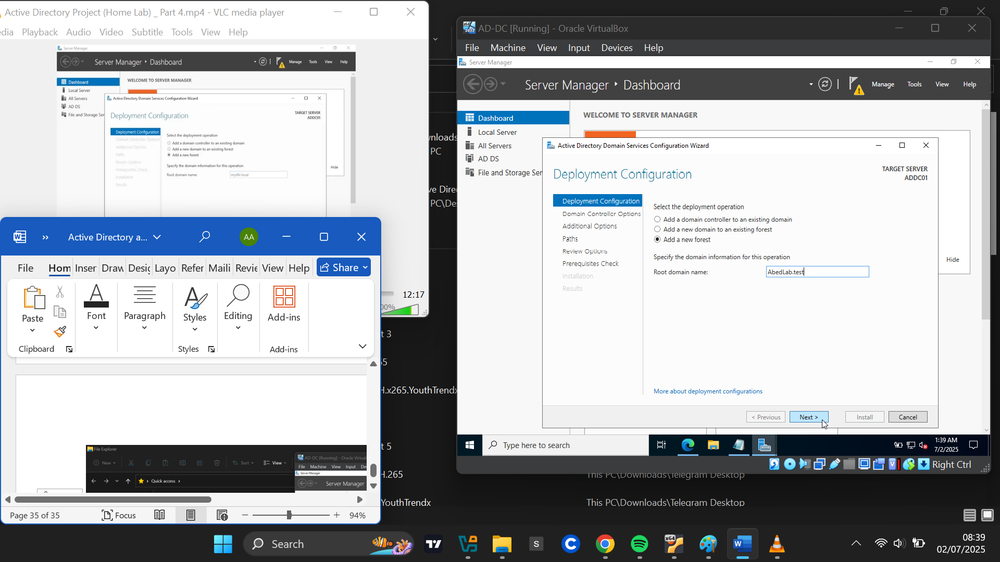 Active Directory Project (Home Lab) _ Part 4.mp4 - VLC media player
edia Playback Audio Video Subtitle Tools View Help
Server Manager
Server Manager • Dashboard
Manage Tools View Help
Dashboard
Local Server
All Servers
AD DS
File and Storage Ser
WELCOME TO SERVER MANAGER
Active Directory Domain Services Configuration Wizard
Deployment Configuration
TARGET SERVER
ADDC01
Deployment Configuration
Domain Controller Options
Additional Options
Paths
Review Options
Prerequisites Check
Installation
Results
Select the deployment operation
Add a domain controller to an existing domain
Add a new domain to an existing forest
Add a new forest
Specify the domain information for this operation
Root domain name: mydfir.local
Hide
12:17
00%
wnloads
PC
ve Dire
PC\De
t 3
55
H.x265.YouthTrendx
t 5
H.265
YouthTrendx
This PC\Downloads\Telegram Desktop
This PC\Downloads\Telegram Desktop
Active Directory a...
AA
File Hom Inser Draw Desig Layo Refer Maili Revie View Help Share
Paste
Font
Paragraph
Styles
Editing
Add-ins
Clipboard
Styles
Add-ins
File Explorer
New
Sort
View
Quick access
AD-DC [Running] - Oracle Virtual
File Machine View Input De
Server Manager
Server Manager
Page 35 of 35
Focus
94%
AD-DC [Running] - Oracle VirtualBox
File Machine View Input Devices Help
Server Manager
Server Manager • Dashboard
Manage Tools View Help
Dashboard
Local Server
All Servers
AD DS
File and Storage Ser
WELCOME TO SERVER MANAGER
Active Directory Domain Services Configuration Wizard
Deployment Configuration
TARGET SERVER
ADDC01
Deployment Configuration
Domain Controller Options
Additional Options
Paths
Review Options
Prerequisites Check
Installation
Results
Select the deployment operation
Add a domain controller to an existing domain
Add a new domain to an existing forest
Add a new forest
Specify the domain information for this operation
Root domain name: AbedLab.test
More about deployment configurations
< Previous Next > Install Cancel
Hide
Type here to search
1:39 AM
7/2/2025
Right Ctrl
Search
S
x64
08:39
02/07/2025